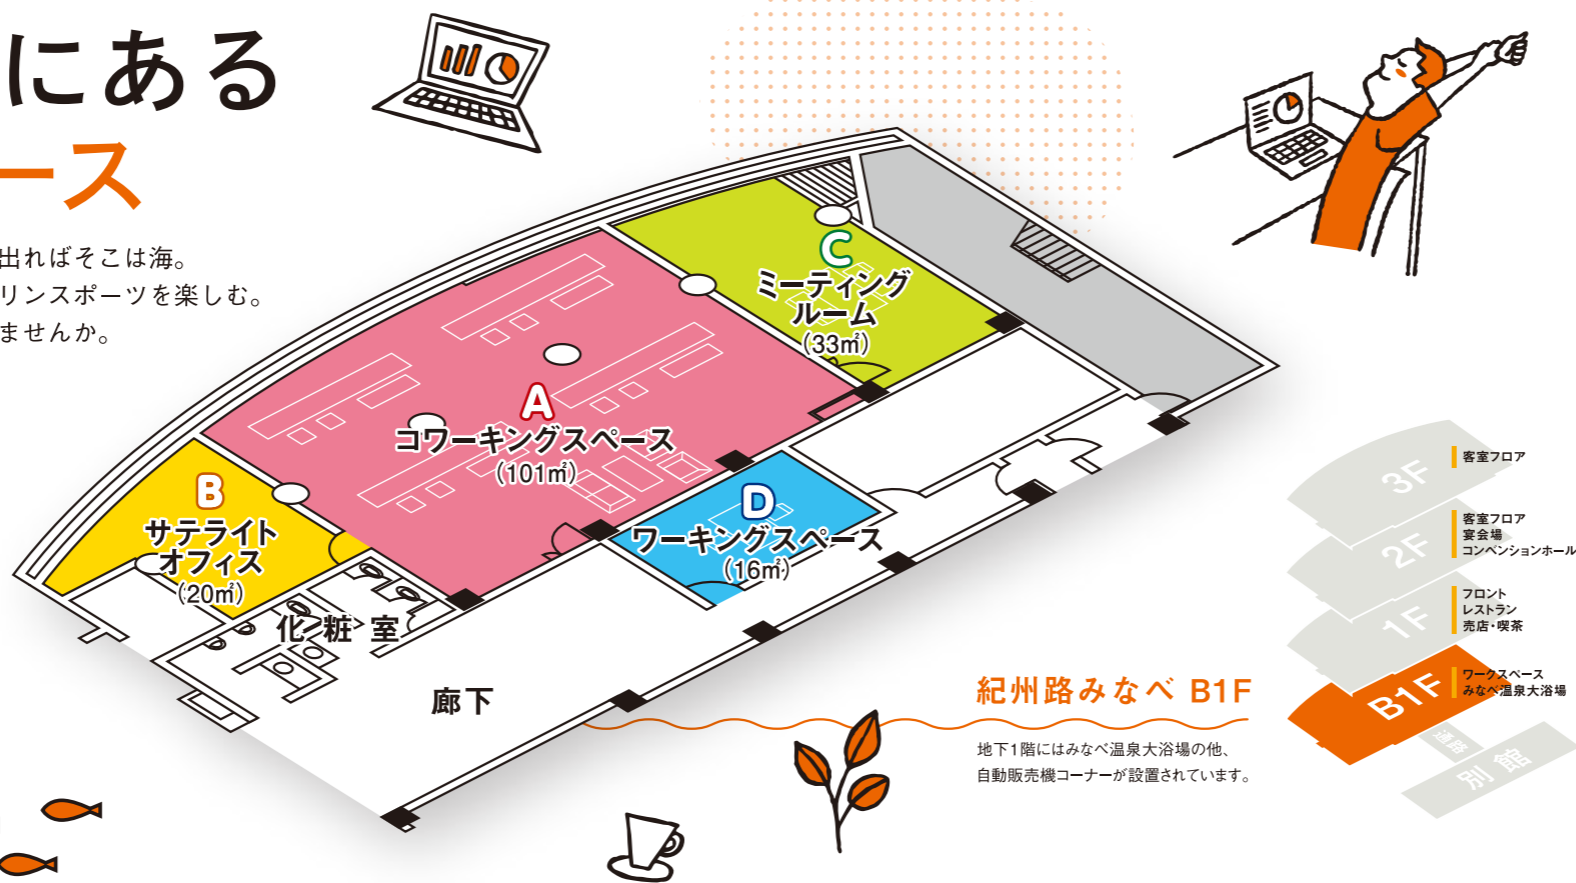 にある
ース
出ればそこは海。
リンスポーツを楽しむ。
ませんか。
C
ミーティング
ルーム
(33㎡)
A
コワーキングスペース
(101㎡)
B
サテライト
オフィス
(20㎡)
D
ワーキングスペース
(16㎡)
化粧室
廊下
3F
客室フロア
2F
客室フロア
宴会場
コンベンションホール
1F
フロント
レストラン
売店・喫茶
B1F
ワークスペース
みなべ温泉大浴場
通路
別館
紀州路みなべ B1F
地下1階にはみなべ温泉大浴場の他、
自動販売機コーナーが設置されています。